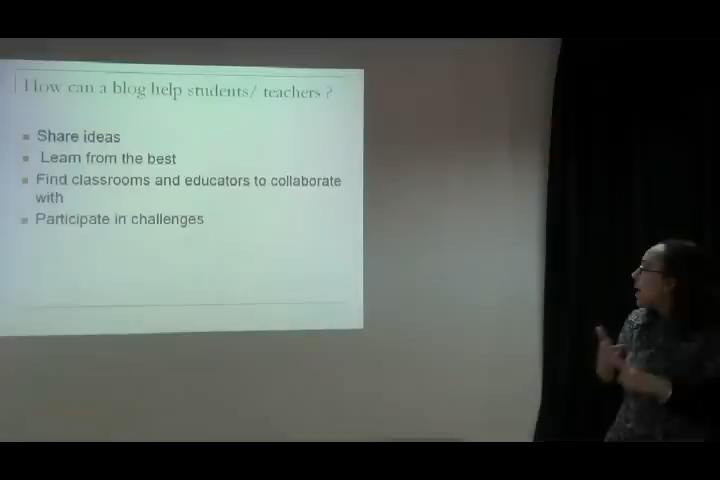 How can a blog help students/ teachers ?
Share ideas
Learn from the best
Find classrooms and educators to collaborate
with
Participate in challenges